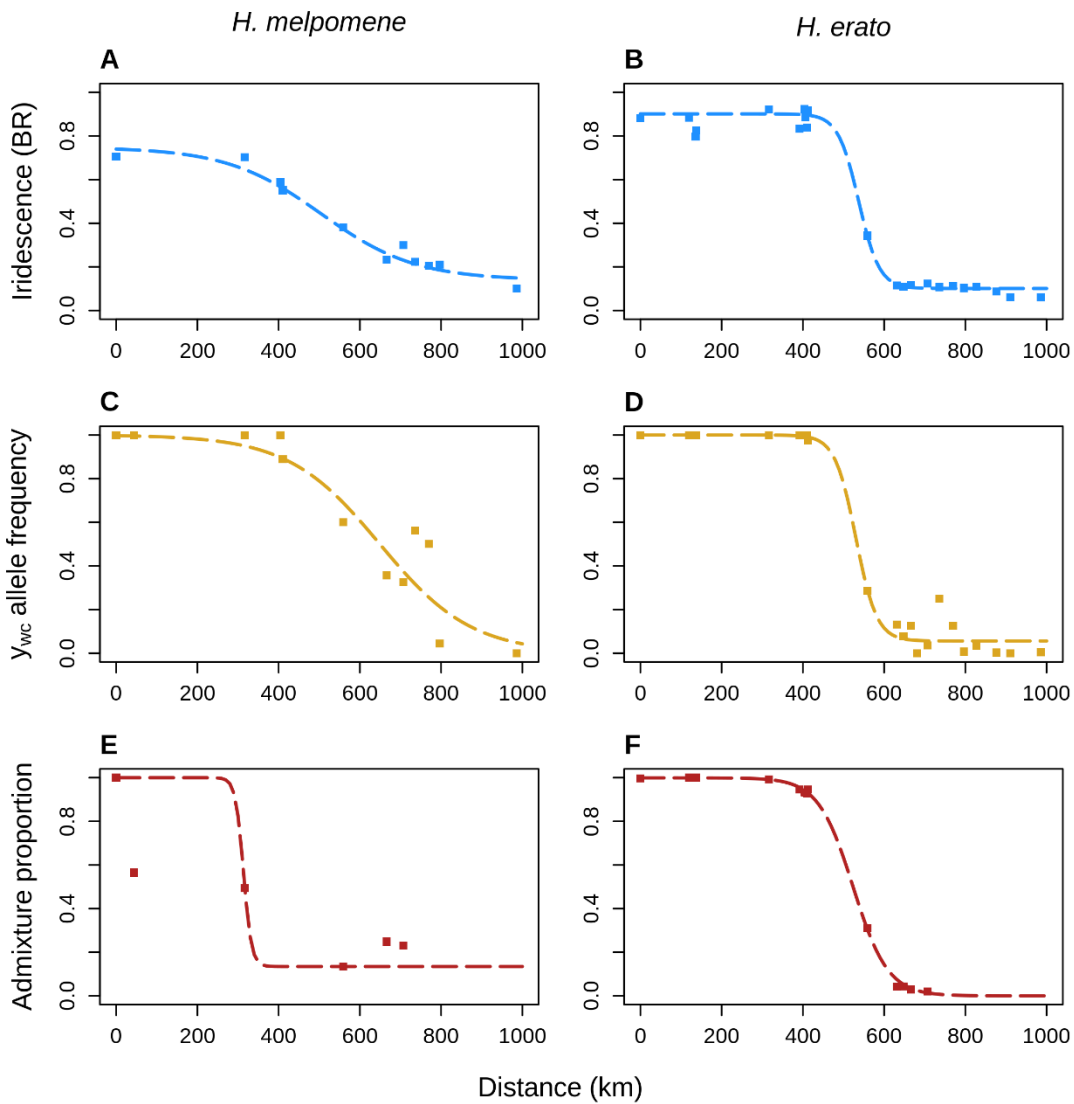 H. melpomene
H. erato
A
B
Iridescence (BR)
0.8
0.4
0.0
0 200 400 600 800 1000
0.8
0.4
0.0
0 200 400 600 800 1000
C
D
ywc allele frequency
0.8
0.4
0.0
0 200 400 600 800 1000
0.8
0.4
0.0
0 200 400 600 800 1000
E
F
Admixture proportion
0.8
0.4
0.0
0 200 400 600 800 1000
0.8
0.4
0.0
0 200 400 600 800 1000
Distance (km)